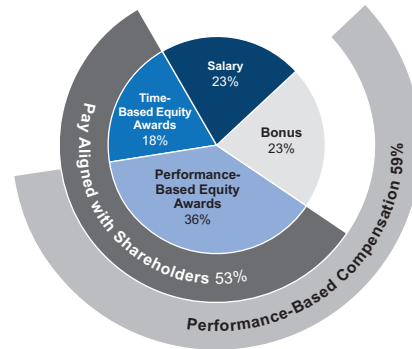 Salary
23%
Time-
Based Equity
Awards
18%
Bonus
23%
Performance-
Based Equity
Awards
36%
Pay Aligned with Shareholders 53%
Performance-Based Compensation 59%